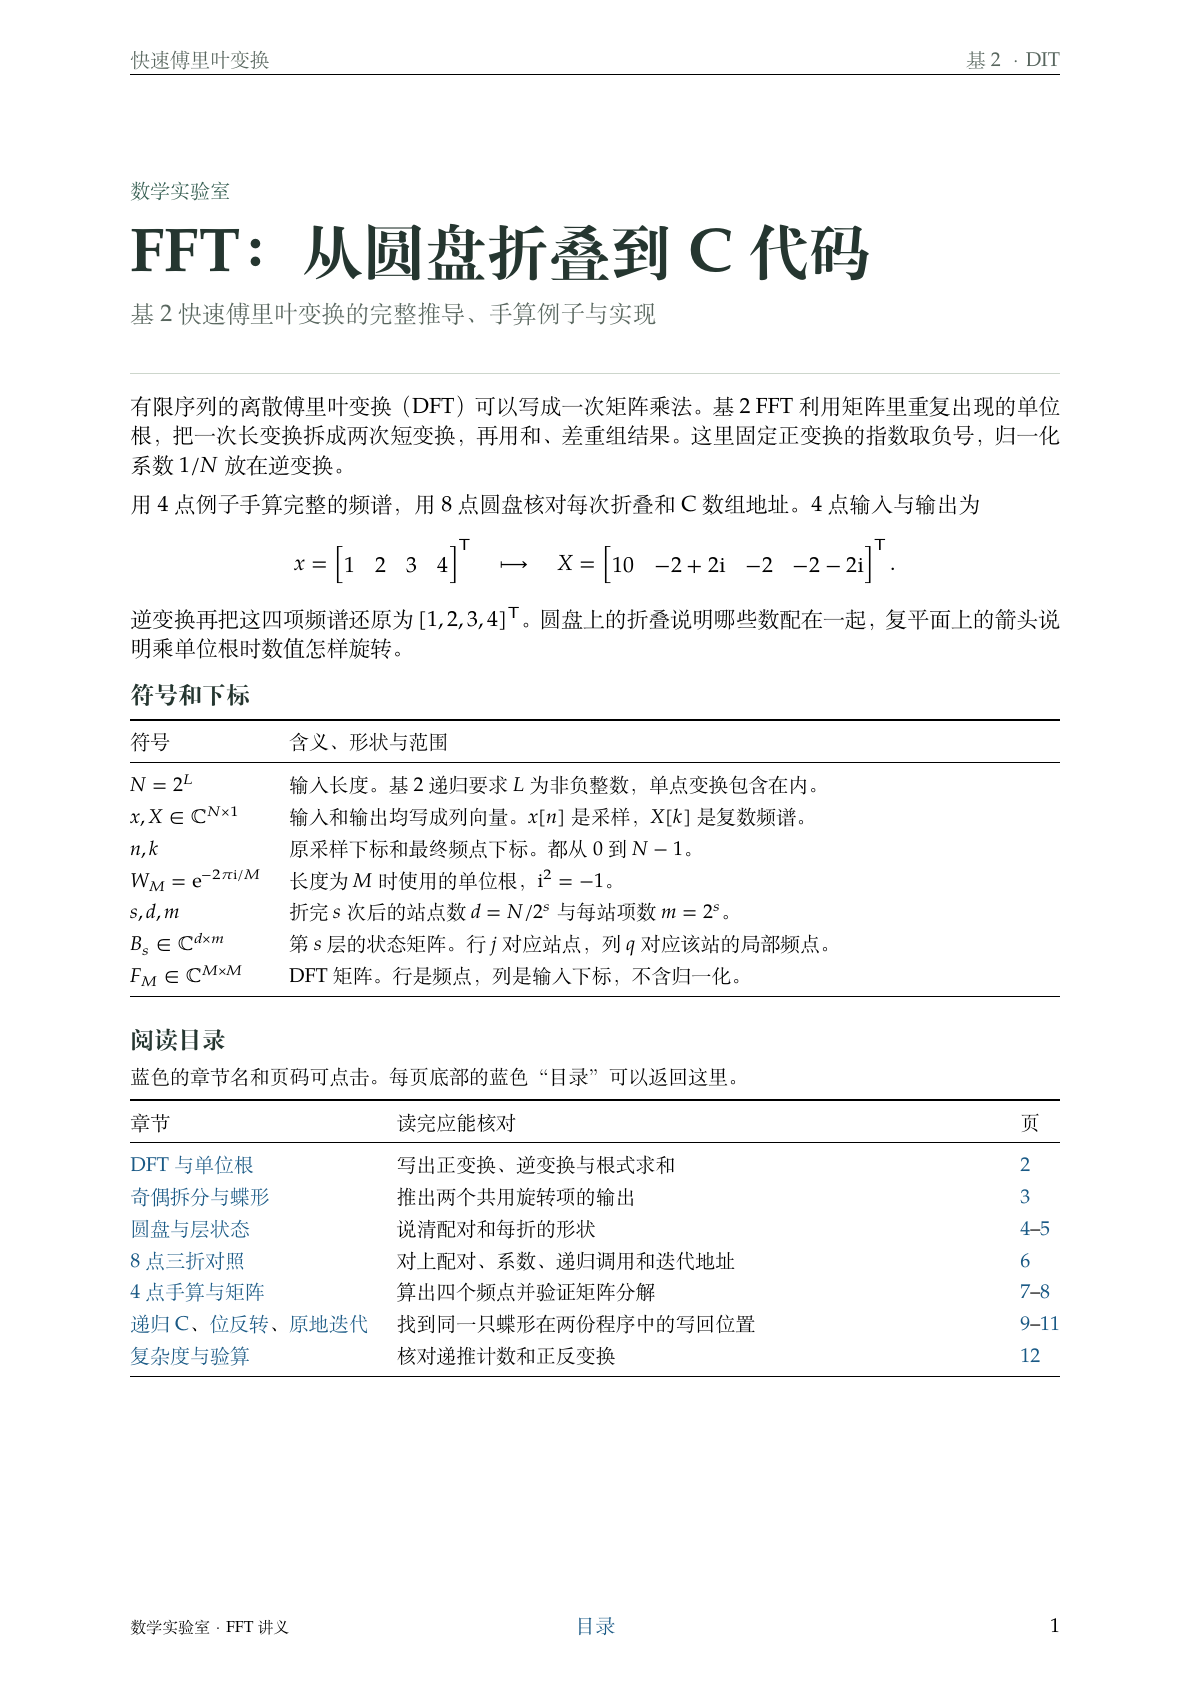 快速傅里叶变换 基 2 · DIT
数学实验室
FFT：从圆盘折叠到 C 代码
基 2 快速傅里叶变换的完整推导、手算例子与实现
有限序列的离散傅里叶变换（DFT）可以写成一次矩阵乘法。基 2 FFT 利用矩阵里重复出现的单位
根，把一次长变换拆成两次短变换，再用和、差重组结果。这里固定正变换的指数取负号，归一化
系数 1/N 放在逆变换。
用 4 点例子手算完整的频谱，用 8 点圆盘核对每次折叠和 C 数组地址。4 点输入与输出为
x = [1 2 3 4]^⊤ ⟼ X = [10 −2 + 2i −2 −2 − 2i]^⊤ .
逆变换再把这四项频谱还原为 [1, 2, 3, 4]^⊤。圆盘上的折叠说明哪些数配在一起，复平面上的箭头说
明乘单位根时数值怎样旋转。
符号和下标
符号 含义、形状与范围
N = 2^L 输入长度。基 2 递归要求 L 为非负整数，单点变换包含在内。
x, X ∈ ℂ^{N×1} 输入和输出均写成列向量。x[n] 是采样，X[k] 是复数频谱。
n, k 原采样下标和最终频点下标。都从 0 到 N − 1。
W_M = e^{−2πi/M} 长度为 M 时使用的单位根，i² = −1。
s, d, m 折完 s 次后的站点数 d = N/2^s 与每站项数 m = 2^s。
B_s ∈ ℂ^{d×m} 第 s 层的状态矩阵。行 j 对应站点，列 q 对应该站的局部频点。
F_M ∈ ℂ^{M×M} DFT 矩阵。行是频点，列是输入下标，不含归一化。
阅读目录
蓝色的章节名和页码可点击。每页底部的蓝色“目录”可以返回这里。
章节 读完应能核对 页
DFT 与单位根 写出正变换、逆变换与根式求和 2
奇偶拆分与蝶形 推出两个共用旋转项的输出 3
圆盘与层状态 说清配对和每折的形状 4–5
8 点三折对照 对上配对、系数、递归调用和迭代地址 6
4 点手算与矩阵 算出四个频点并验证矩阵分解 7–8
递归 C、位反转、原地迭代 找到同一只蝶形在两份程序中的写回位置 9–11
复杂度与验算 核对递推计数和正反变换 12
数学实验室 · FFT 讲义 目录 1